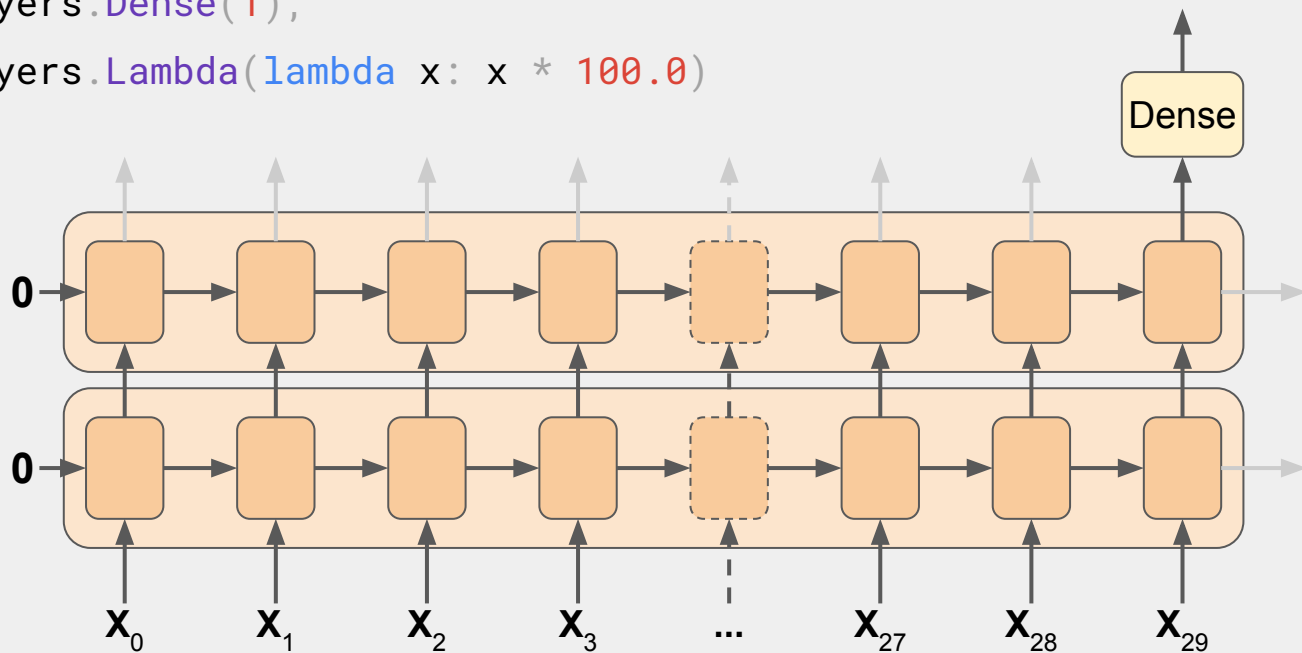 yers.Dense(1),
yers.Lambda(lambda x: x * 100.0)
Dense
0
0
X0 X1 X2 X3 ... X27 X28 X29